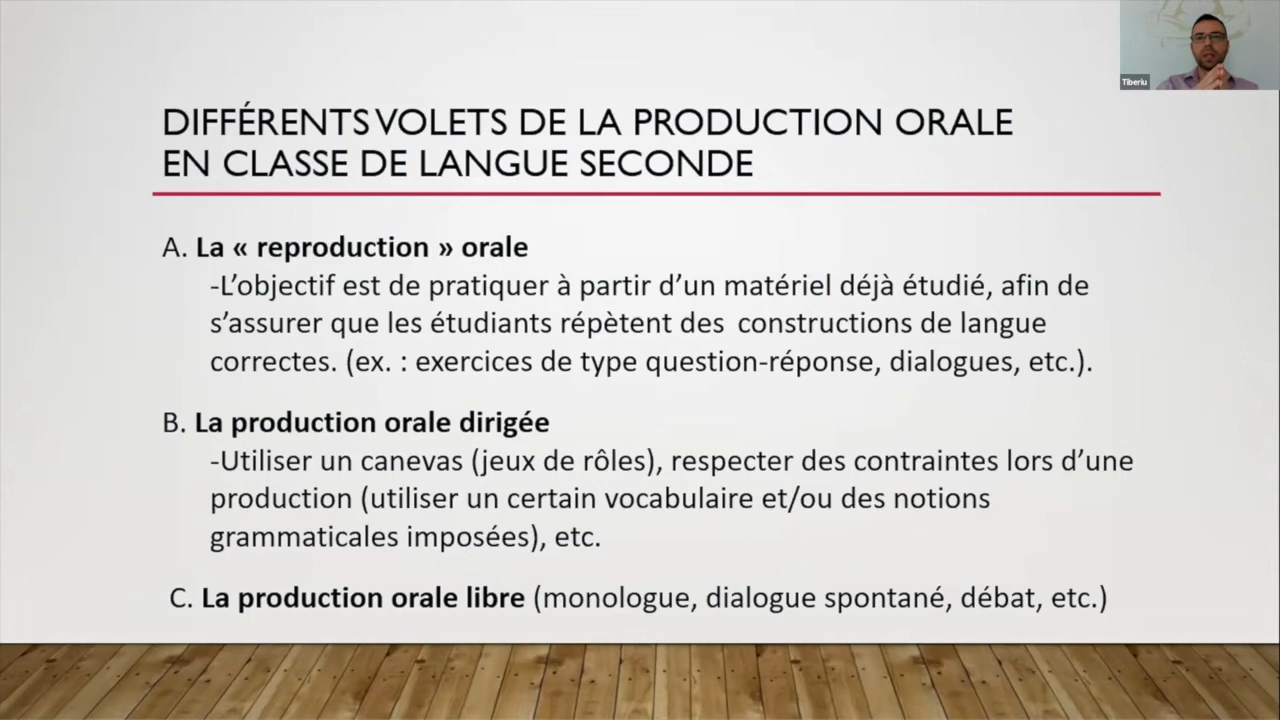 Tiberiu
DIFFÉRENTS VOLETS DE LA PRODUCTION ORALE
EN CLASSE DE LANGUE SECONDE
A. La « reproduction » orale
-L’objectif est de pratiquer à partir d’un matériel déjà étudié, afin de
s’assurer que les étudiants répètent des constructions de langue
correctes. (ex. : exercices de type question-réponse, dialogues, etc.).
B. La production orale dirigée
-Utiliser un canevas (jeux de rôles), respecter des contraintes lors d’une
production (utiliser un certain vocabulaire et/ou des notions
grammaticales imposées), etc.
C. La production orale libre (monologue, dialogue spontané, débat, etc.)